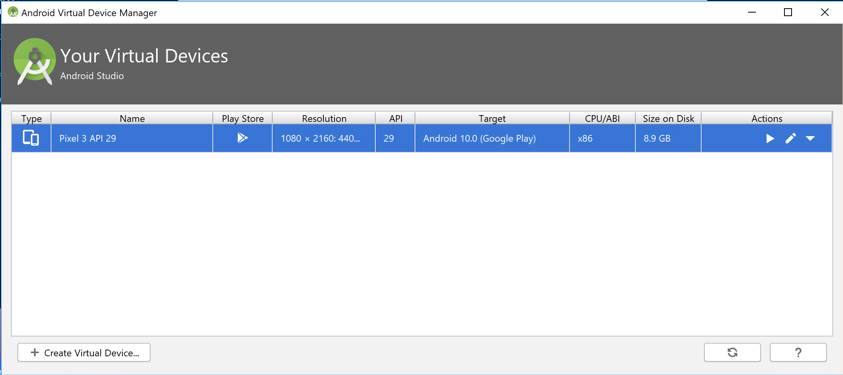 Android Virtual Device Manager
Your Virtual Devices
Android Studio
Type Name Play Store Resolution API Target CPU/ABI Size on Disk Actions
Pixel 3 API 29 1080 × 2160: 440... 29 Android 10.0 (Google Play) x86 8.9 GB
+ Create Virtual Device... ?